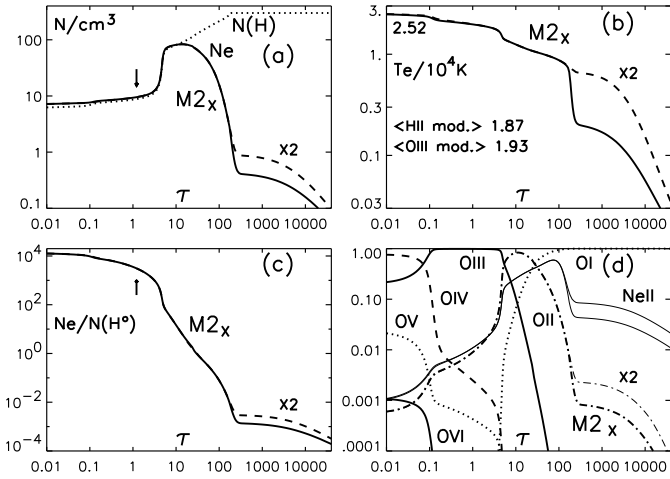 N/cm³
N(H)
(a)
Ne
M2x
x2
100
10
1
0.1
τ
0.01 0.1 1 10 100 1000 10000
(b)
2.52
M2x
Te/10⁴K
x2
<HII mod.> 1.87
<OIII mod.> 1.93
3.
1.0
0.3
0.1
0.03
τ
0.01 0.1 1 10 100 1000 10000
(c)
Ne/N(H°)
M2x
x2
10⁴
10²
10⁰
10⁻²
10⁻⁴
τ
0.01 0.1 1 10 100 1000 10000
(d)
OIII
OI
OIV
NeII
OV
OII
x2
OVI
M2x
1.00
0.10
0.01
0.001
.0001
τ
0.01 0.1 1 10 100 1000 10000